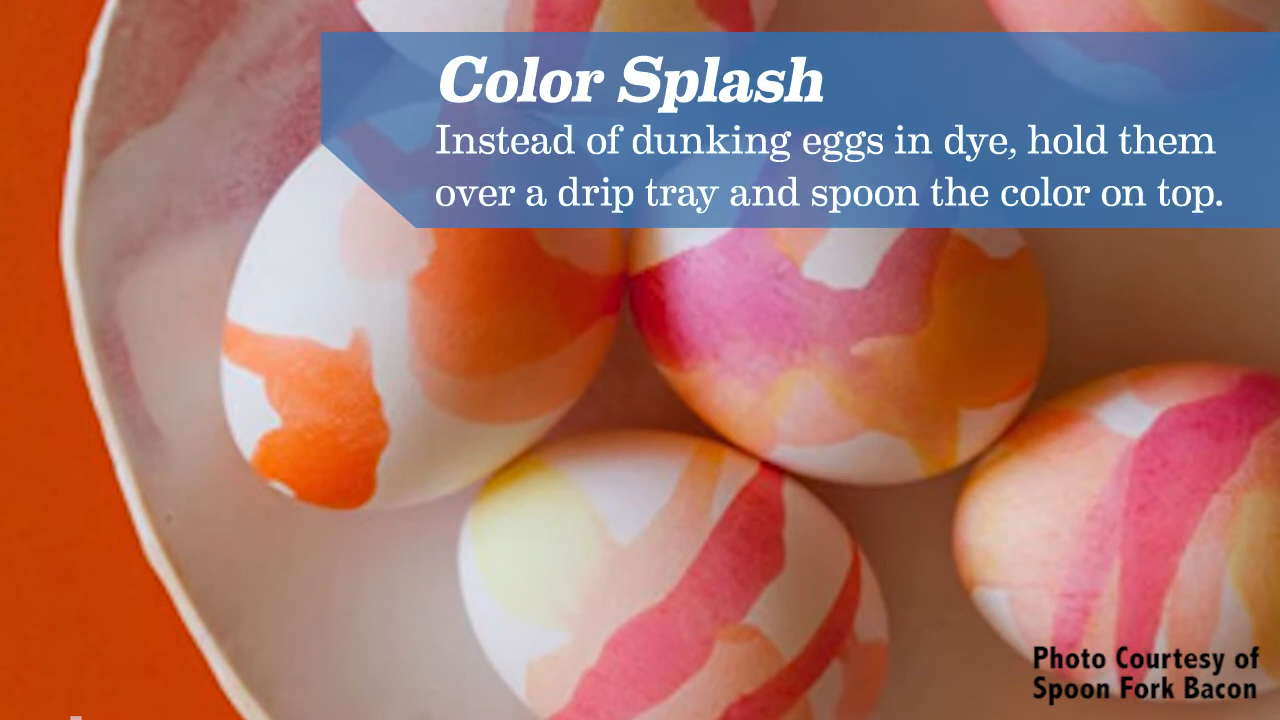 Color Splash
Instead of dunking eggs in dye, hold them
over a drip tray and spoon the color on top.
Photo Courtesy of
Spoon Fork Bacon